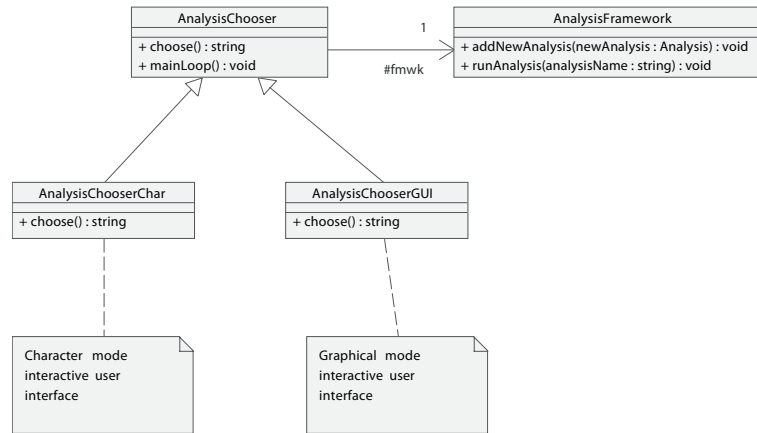 AnalysisChooser
+ choose() : string
+ mainLoop() : void
1
#fmwk
AnalysisFramework
+ addNewAnalysis(newAnalysis : Analysis) : void
+ runAnalysis(analysisName : string) : void
AnalysisChooserChar
+ choose() : string
AnalysisChooserGUI
+ choose() : string
Character mode
interactive user
interface
Graphical mode
interactive user
interface